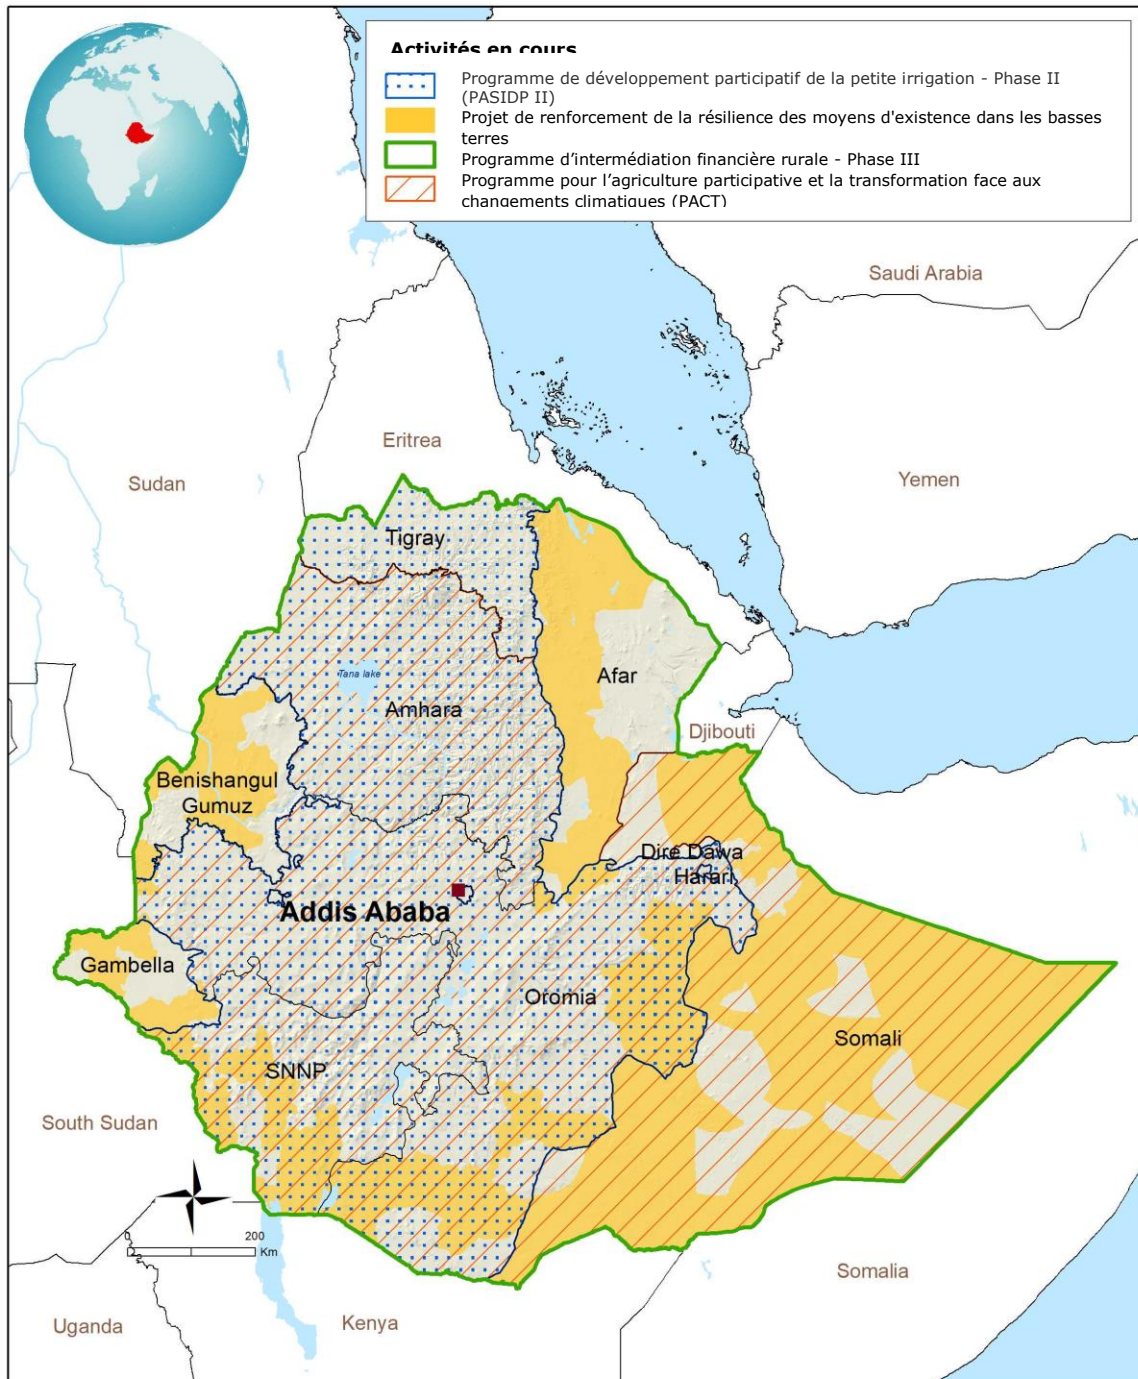 Activités en cours
Programme de développement participatif de la petite irrigation - Phase II
(PASIDP II)
Projet de renforcement de la résilience des moyens d'existence dans les basses
terres
Programme d’intermédiation financière rurale - Phase III
Programme pour l’agriculture participative et la transformation face aux
changements climatiques (PACT)
Saudi Arabia
Eritrea
Sudan
Yemen
Tigray
Tana lake
Afar
Amhara
Djibouti
Benishangul
Gumuz
Dire Dawa
Harari
Addis Ababa
Gambella
Oromia
Somali
SNNP
South Sudan
0 200
Km
Somalia
Uganda
Kenya